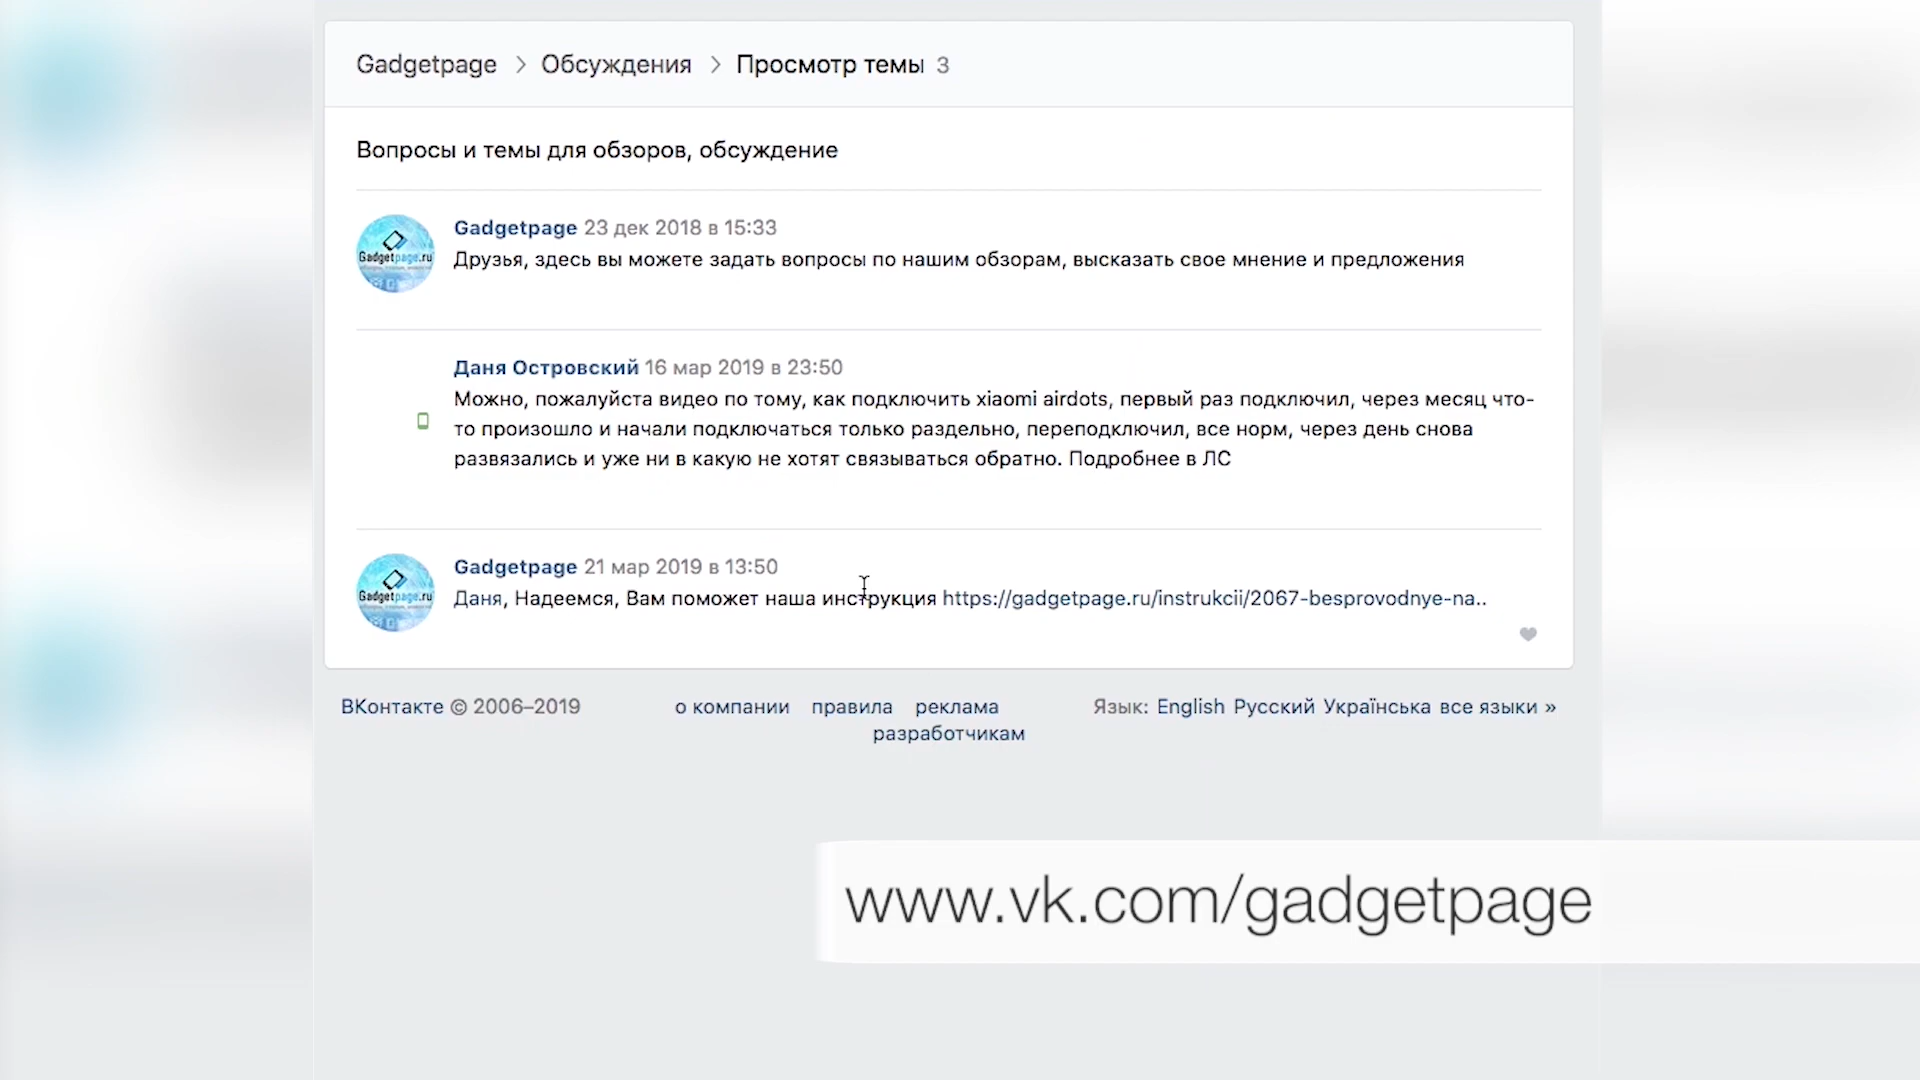 Gadgetpage > Обсуждения > Просмотр темы 3
Вопросы и темы для обзоров, обсуждение
Gadgetpage 23 дек 2018 в 15:33
Gadgetpage.ru
Друзья, здесь вы можете задать вопросы по нашим обзорам, высказать свое мнение и предложения
Даня Островский 16 мар 2019 в 23:50
Можно, пожалуйста видео по тому, как подключить xiaomi airdots, первый раз подключил, через месяц что-
то произошло и начали подключаться только раздельно, переподключил, все норм, через день снова
развязались и уже ни в какую не хотят связываться обратно. Подробнее в ЛС
Gadgetpage 21 мар 2019 в 13:50
Gadgetpage.ru
Даня, Надеемся, Вам поможет наша инструкция https://gadgetpage.ru/instrukcii/2067-besprovodnye-na..
ВКонтакте © 2006–2019 о компании правила реклама Язык: English Русский Українська все языки »
разработчикам
www.vk.com/gadgetpage